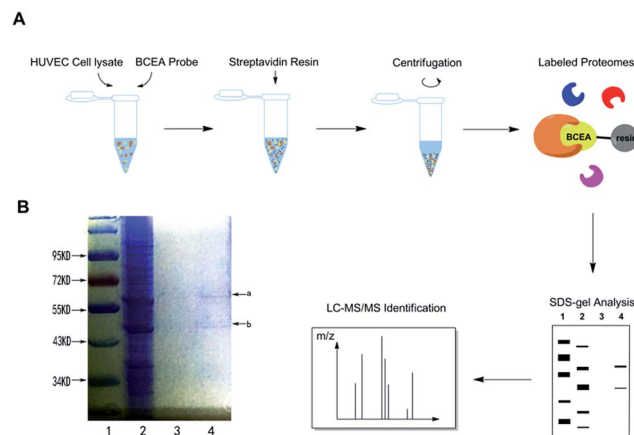 A
HUVEC Cell lysate BCEA Probe
Streptavidin Resin
Centrifugation
Labeled Proteomes
BCEA
resin
B
95KD
72KD
55KD
43KD
34KD
a
b
1 2 3 4
LC-MS/MS Identification
m/z
SDS-gel Analysis
1 2 3 4